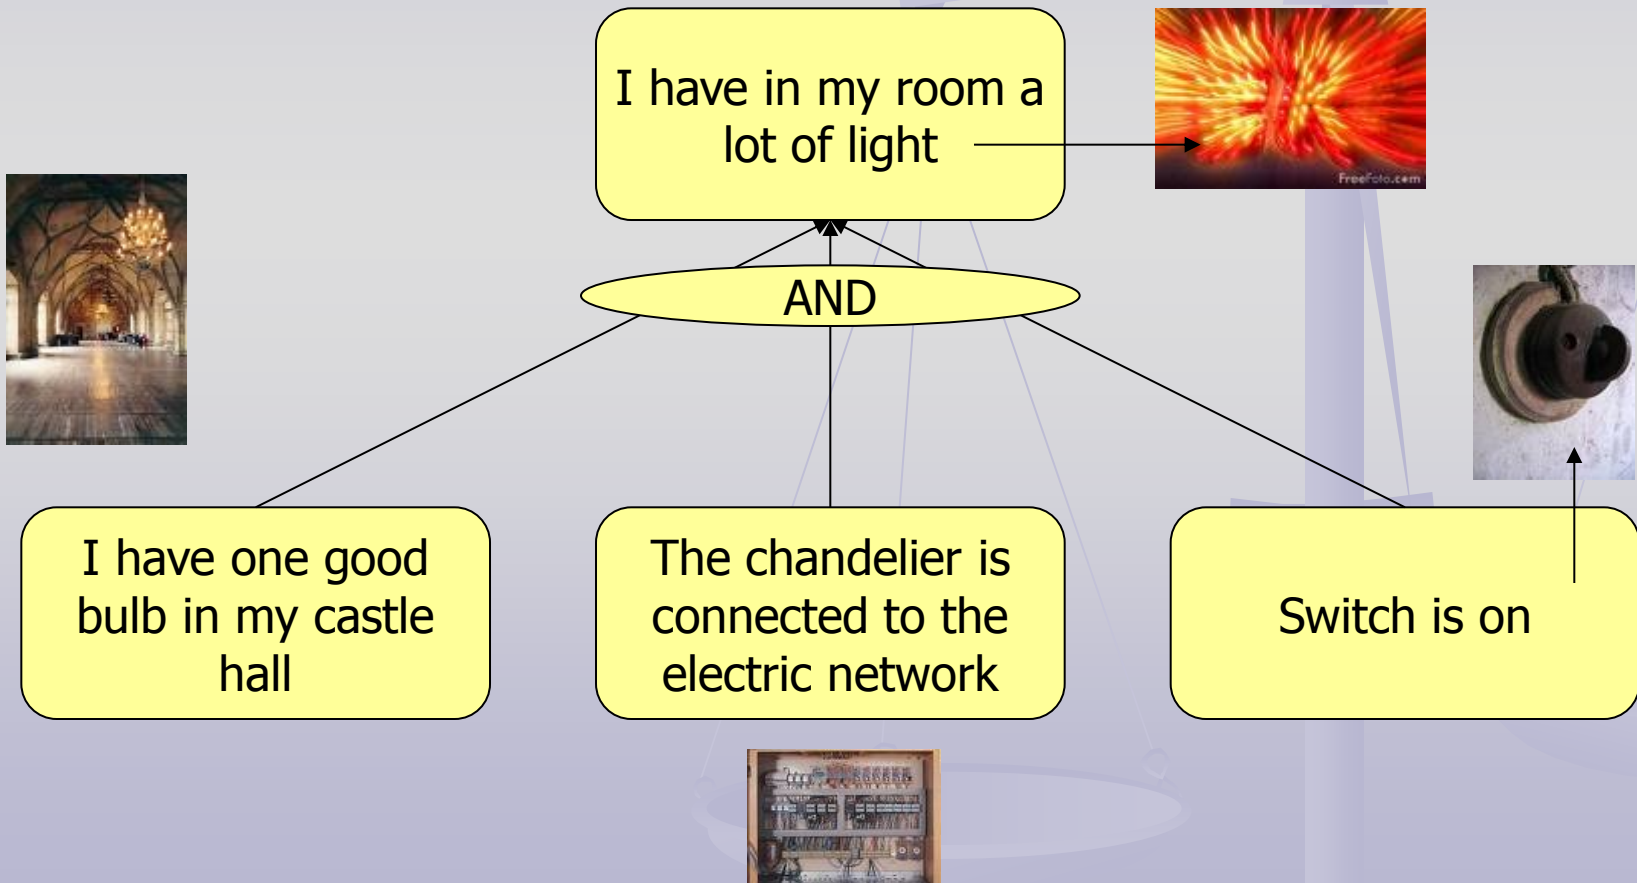 I have in my room a
lot of light
FreeFoto.com
AND
I have one good
bulb in my castle
hall
The chandelier is
connected to the
electric network
Switch is on